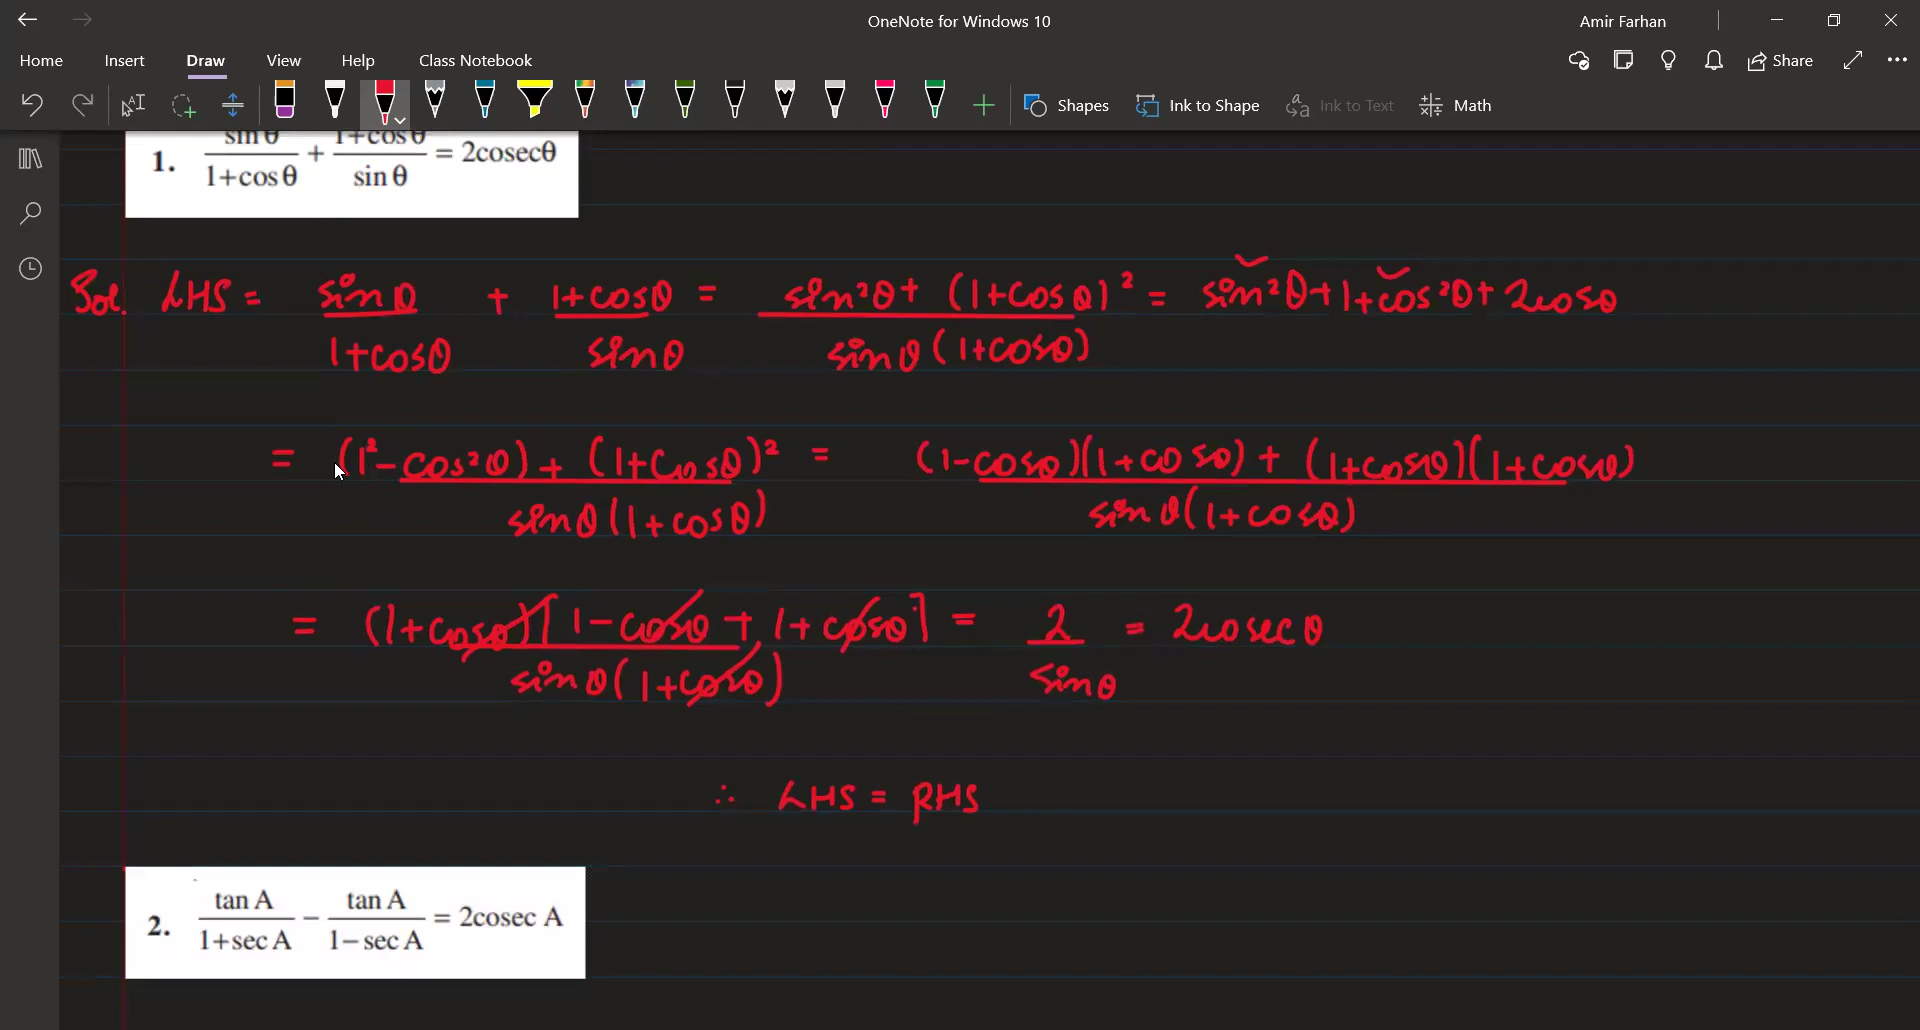 OneNote for Windows 10
Amir Farhan
Home Insert Draw View Help Class Notebook
Share
Shapes Ink to Shape Ink to Text Math
1. sinθ/1+cosθ + 1+cosθ/sinθ = 2cosecθ
Sol. LHS = sinθ/1+cosθ + 1+cosθ/sinθ = sin²θ+ (1+cosθ)²/sinθ(1+cosθ) = sin²θ+1+cos²θ+2cosθ
= (1²-cos²θ)+(1+cosθ)²/sinθ(1+cosθ) = (1-cosθ)(1+cosθ)+(1+cosθ)(1+cosθ)/sinθ(1+cosθ)
= (1+cosθ)[1-cosθ+1+cosθ]/sinθ(1+cosθ) = 2/sinθ = 2cosecθ
∴ LHS = RHS
2. tan A/1+sec A − tan A/1−sec A = 2cosec A